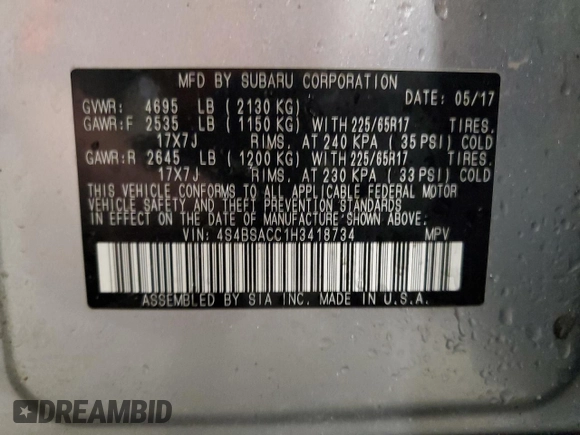 MFD BY SUBARU CORPORATION
GVWR: 4695 LB (2130 KG) DATE: 05/17
GAWR:F 2535 LB (1150 KG) WITH 225/65R17 TIRES.
17X7J RIMS. AT 240 KPA (35 PSI) COLD
GAWR:R 2645 LB (1200 KG) WITH 225/65R17 TIRES.
17X7J RIMS. AT 230 KPA (33 PSI) COLD
THIS VEHICLE CONFORMS TO ALL APPLICABLE FEDERAL MOTOR
VEHICLE SAFETY AND THEFT PREVENTION STANDARDS
IN EFFECT ON THE DATE OF MANUFACTURE SHOWN ABOVE.
VIN: 4S4BSACC1H3418734 MPV
ASSEMBLED BY SIA INC. MADE IN U.S.A.
DREAMBID